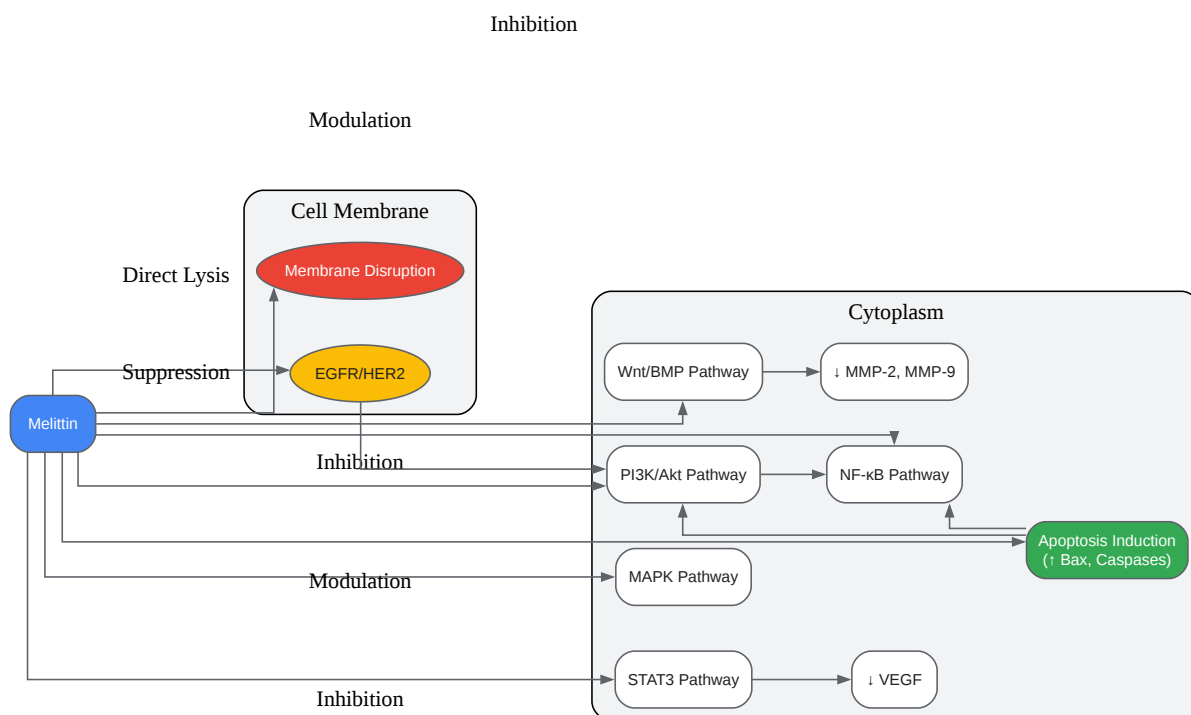 Inhibition
Modulation
Cell Membrane
Direct Lysis
Membrane Disruption
Cytoplasm
Suppression
EGFR/HER2
Wnt/BMP Pathway
↓ MMP-2, MMP-9
Melittin
Inhibition
PI3K/Akt Pathway
NF-κB Pathway
Apoptosis Induction
(↑ Bax, Caspases)
Modulation
MAPK Pathway
STAT3 Pathway
↓ VEGF
Inhibition